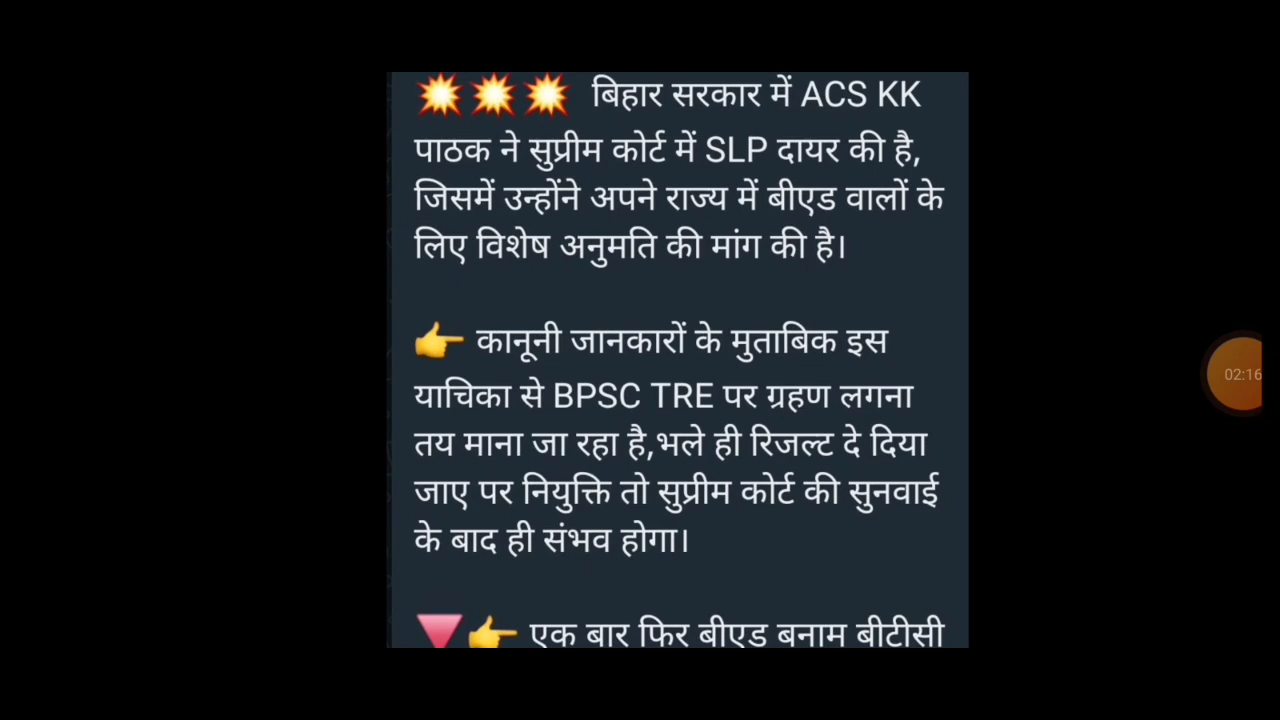 💥💥💥 बिहार सरकार में ACS KK
पाठक ने सुप्रीम कोर्ट में SLP दायर की है,
जिसमें उन्होंने अपने राज्य में बीएड वालों के
लिए विशेष अनुमति की मांग की है।
👉 कानूनी जानकारों के मुताबिक इस
याचिका से BPSC TRE पर ग्रहण लगना
तय माना जा रहा है,भले ही रिजल्ट दे दिया
जाए पर नियुक्ति तो सुप्रीम कोर्ट की सुनवाई
के बाद ही संभव होगा।
🔻👉 एक बार फिर बीएड बनाम बीटीसी
02:16